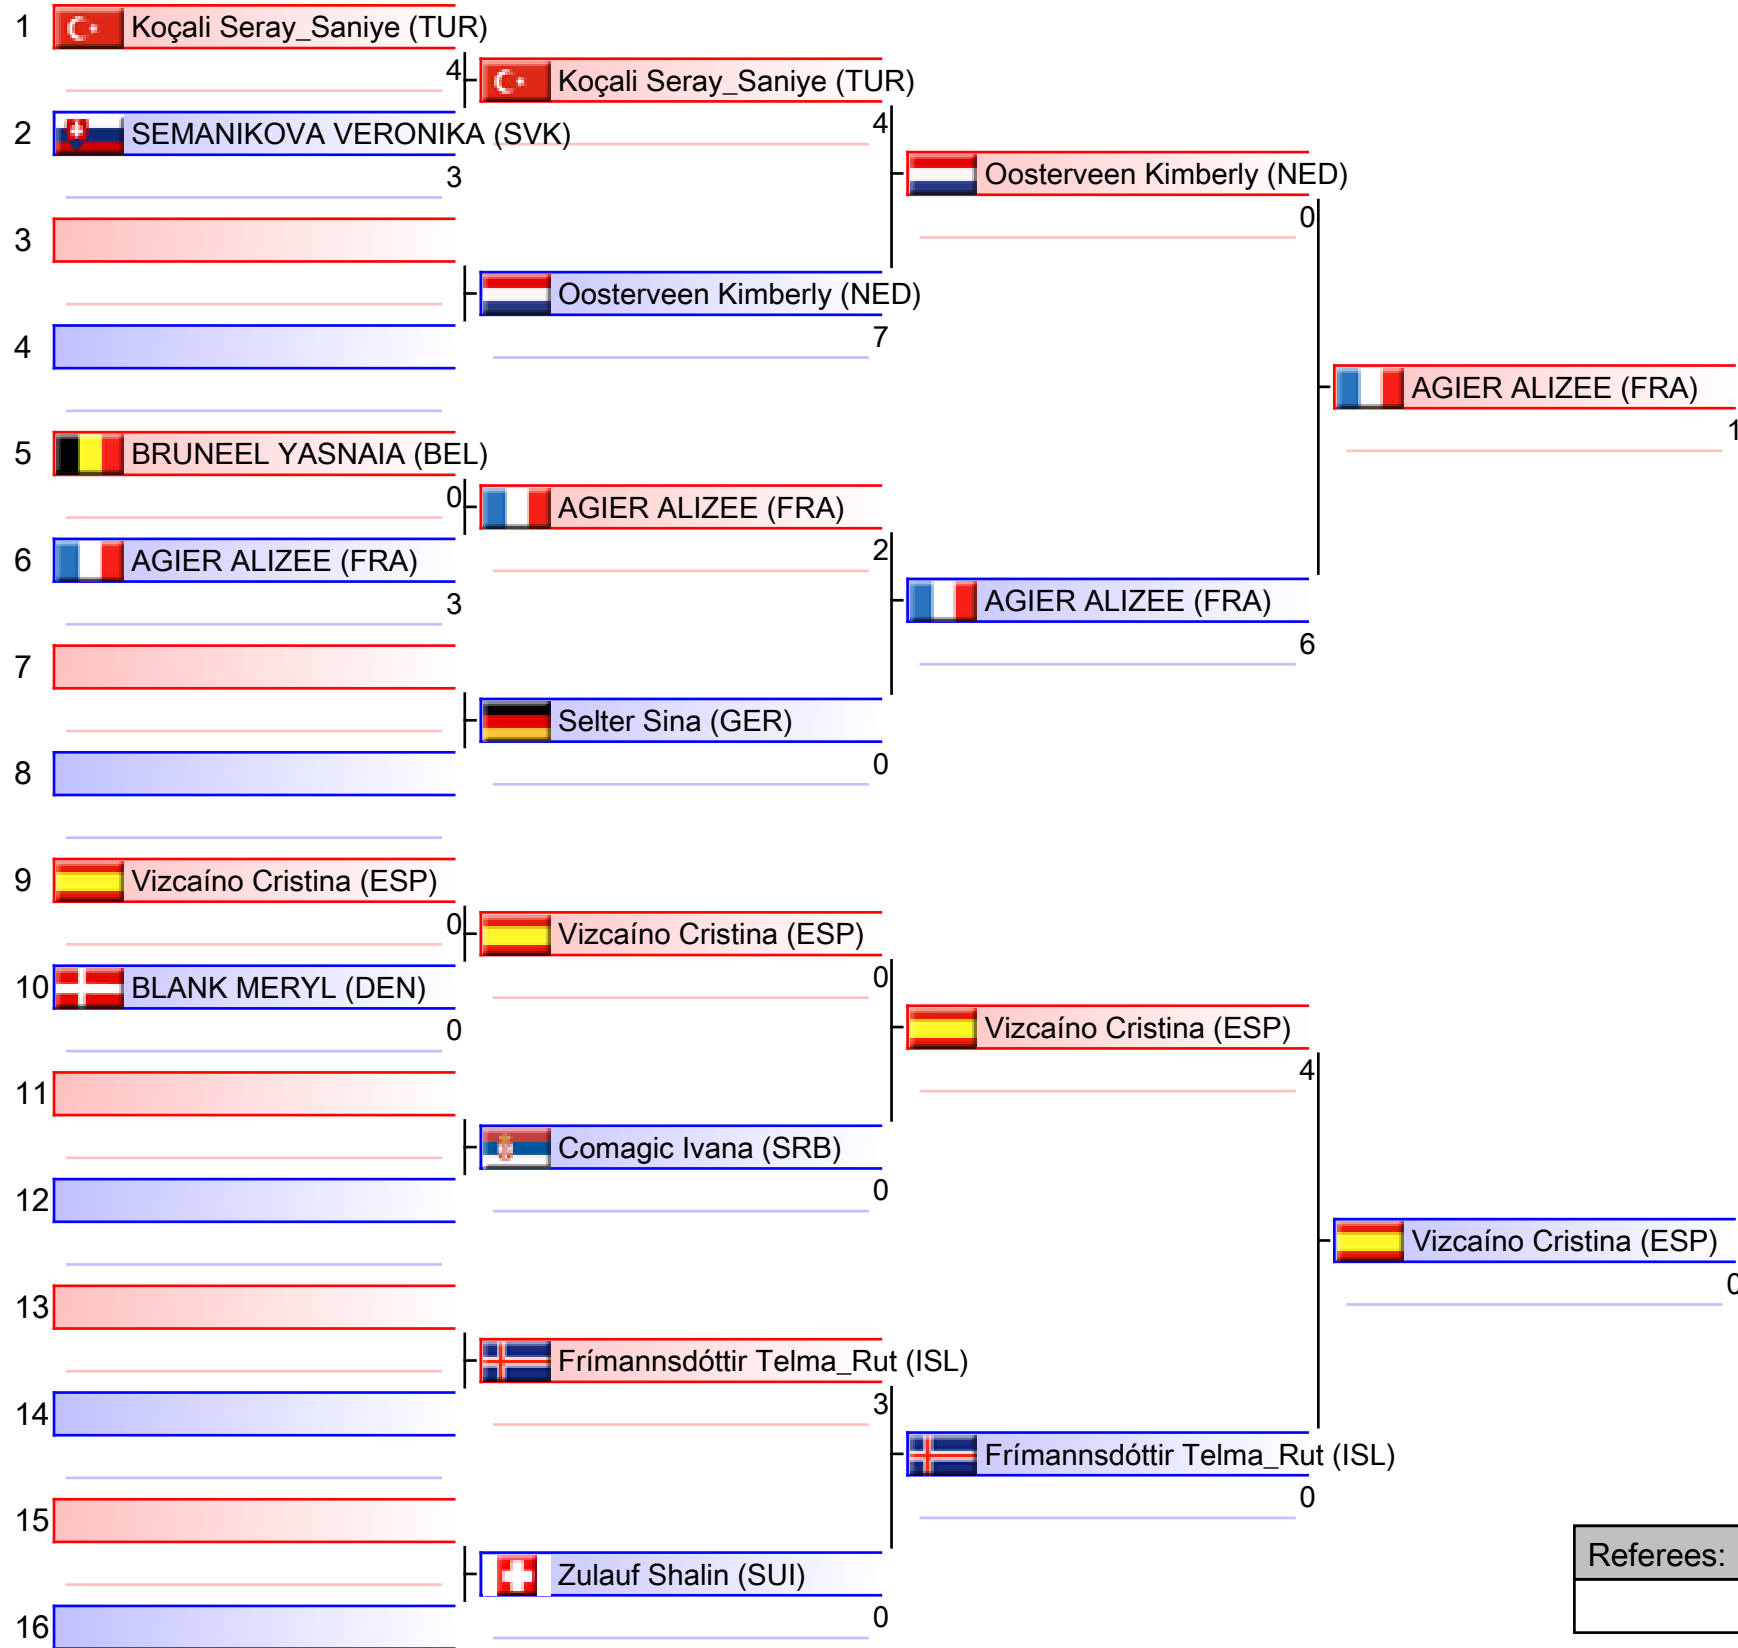 1 Koçali Seray_Saniye (TUR)
4
Koçali Seray_Saniye (TUR)
4
2 SEMANIKOVA VERONIKA (SVK)
3
Oosterveen Kimberly (NED)
0
3
Oosterveen Kimberly (NED)
7
4
AGIER ALIZEE (FRA)
1
5 BRUNEEL YASNAIA (BEL)
0
AGIER ALIZEE (FRA)
2
6 AGIER ALIZEE (FRA)
3
AGIER ALIZEE (FRA)
6
7
Selter Sina (GER)
0
8
9 Vizcaíno Cristina (ESP)
0
Vizcaíno Cristina (ESP)
0
10 BLANK MERYL (DEN)
0
Vizcaíno Cristina (ESP)
4
11
Comagic Ivana (SRB)
0
12
Vizcaíno Cristina (ESP)
0
13
Frímannsdóttir Telma_Rut (ISL)
3
14
Frímannsdóttir Telma_Rut (ISL)
0
15
Zulauf Shalin (SUI)
0
16
Referees: